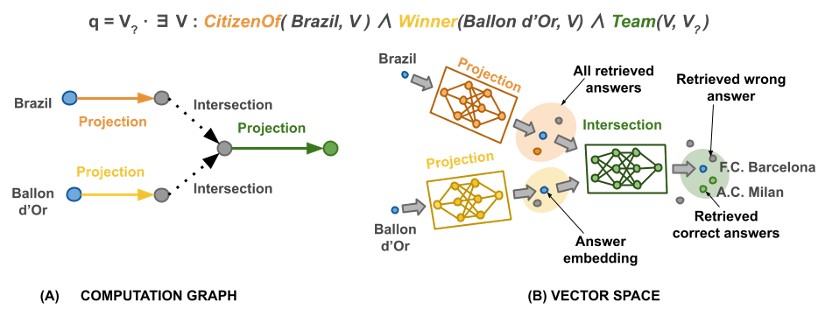 q = V? · ∃ V : CitizenOf( Brazil, V ) ∧ Winner(Ballon d'Or, V) ∧ Team(V, V?)
Brazil
Projection
Intersection
Projection
Projection
Intersection
Ballon
d'Or
(A) COMPUTATION GRAPH
Brazil
Projection
All retrieved
answers
Retrieved wrong
answer
Intersection
Projection
F.C. Barcelona
A.C. Milan
Ballon
d'Or
Answer
embedding
Retrieved
correct answers
(B) VECTOR SPACE